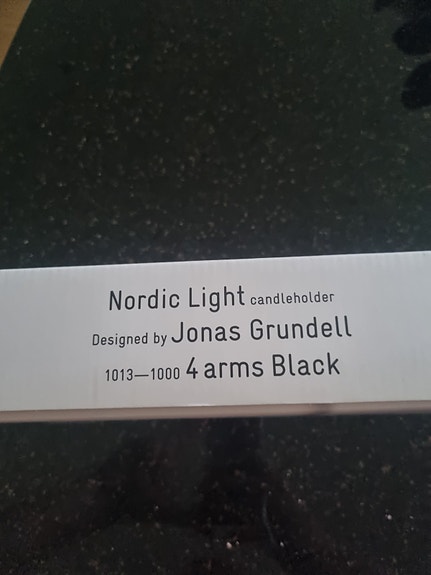 Nordic Light candleholder
Designed by Jonas Grundell
1013—1000 4 arms Black